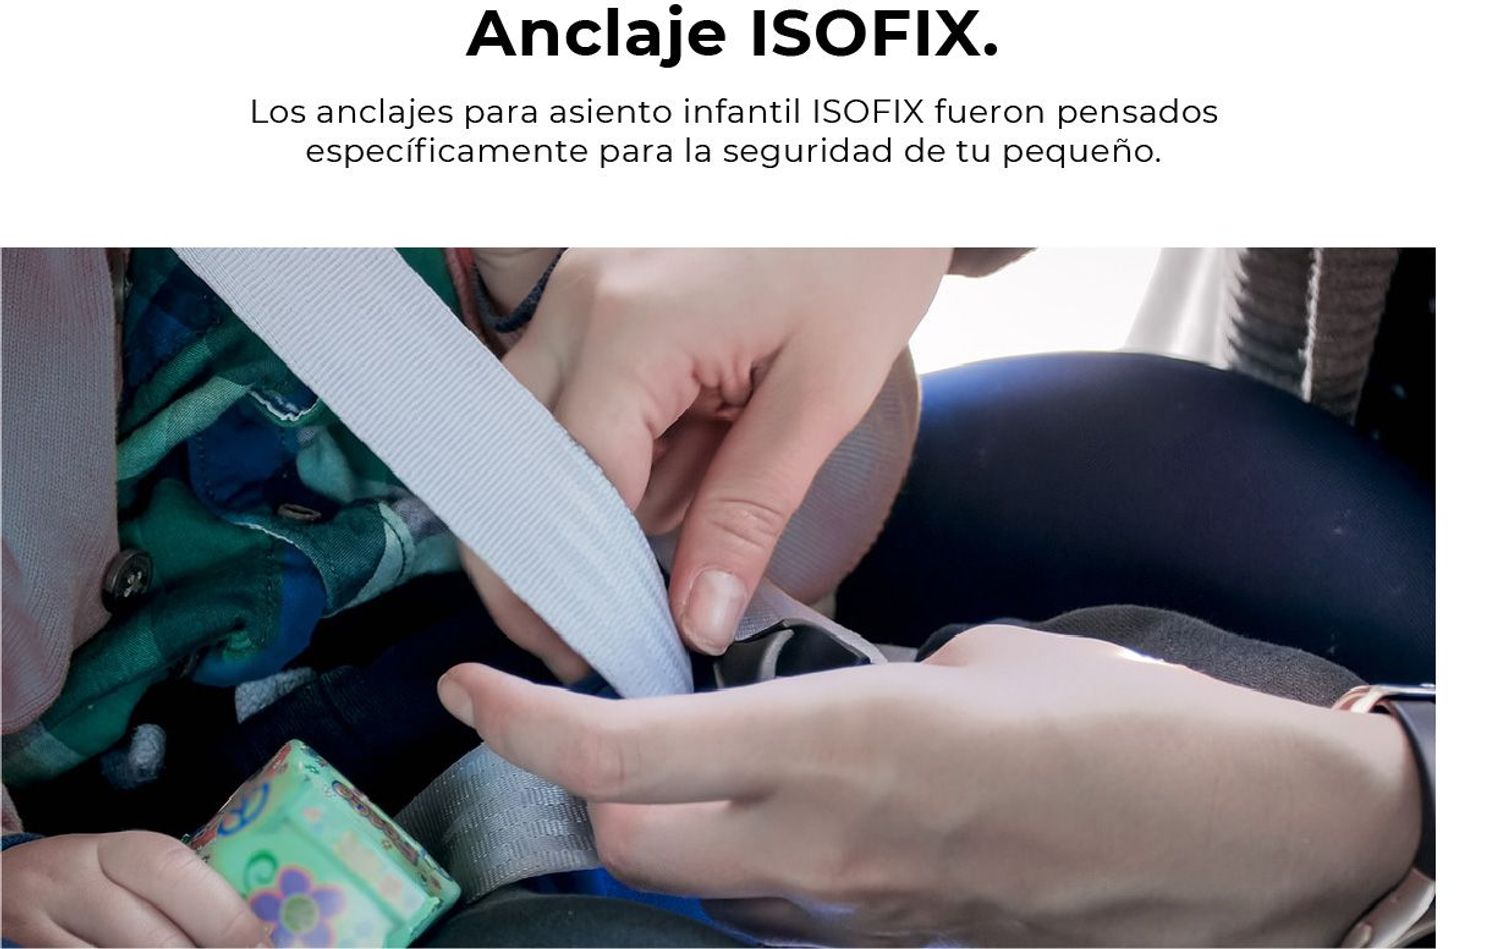 Anclaje ISOFIX.
Los anclajes para asiento infantil ISOFIX fueron pensados
específicamente para la seguridad de tu pequeño.